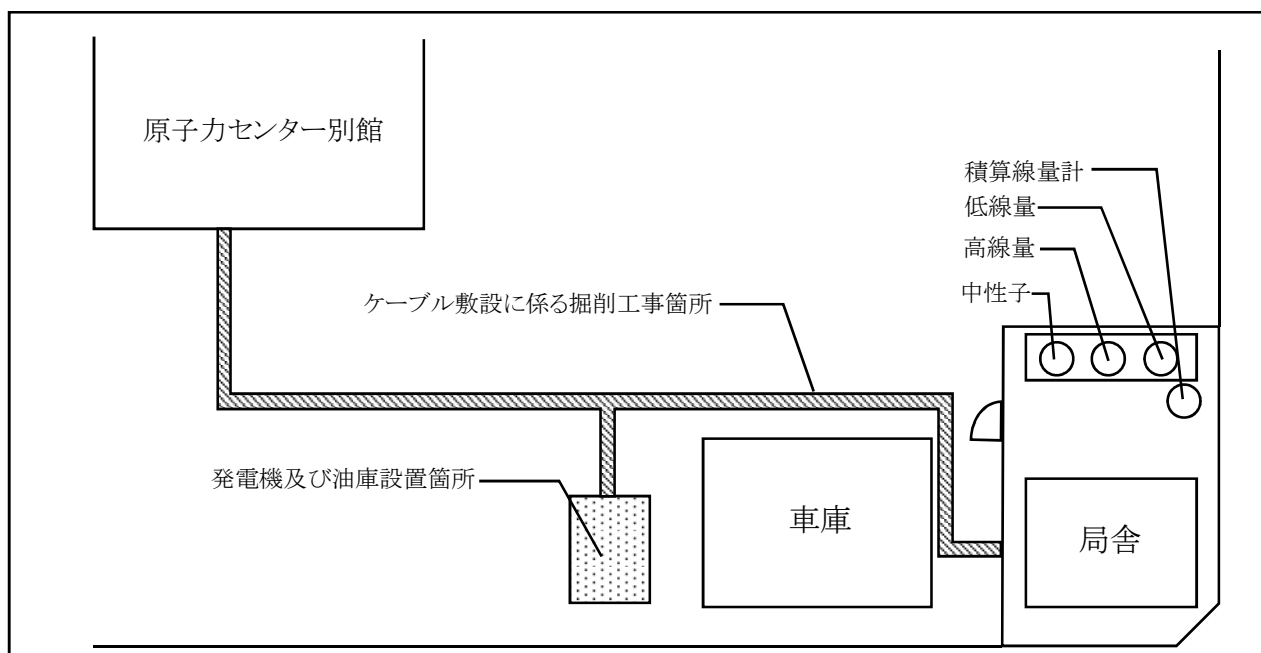 原子力センター別館
積算線量計
低線量
高線量
中性子
ケーブル敷設に係る掘削工事箇所
発電機及び油庫設置箇所
車庫
局舎